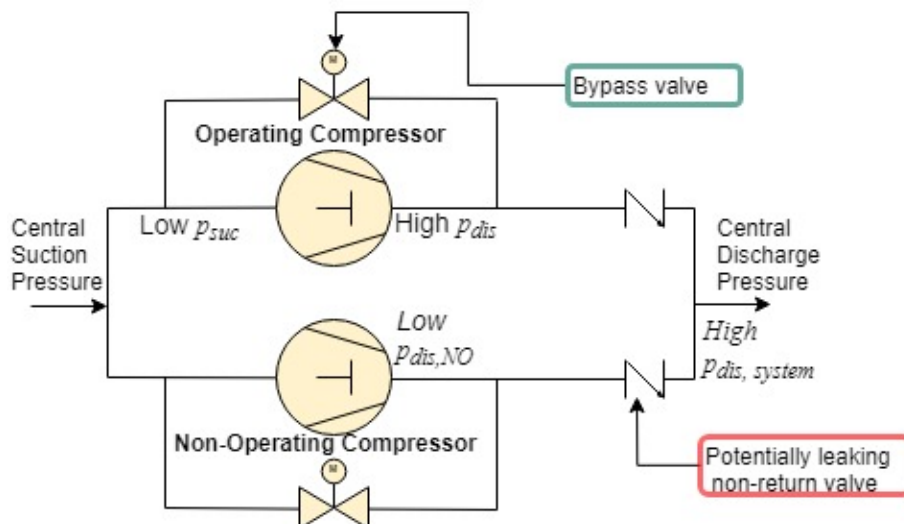 M
Bypass valve
Operating Compressor
Low p_suc
High p_dis
Central
Suction
Pressure
Central
Discharge
Pressure
Low
p_dis,NO
High
p_dis, system
Non-Operating Compressor
M
Potentially leaking
non-return valve